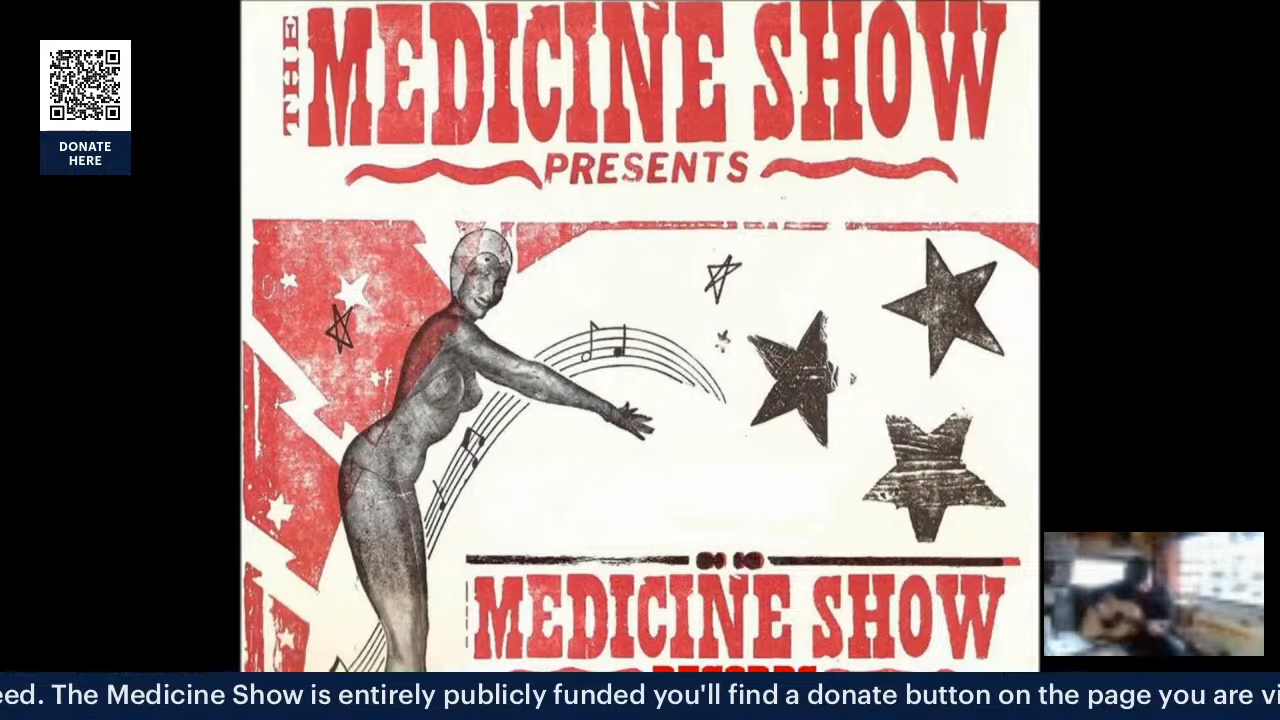 THE MEDICINE SHOW
PRESENTS
DONATE
HERE
MEDICINE SHOW
RECORDS
eed. The Medicine Show is entirely publicly funded you'll find a donate button on the page you are vi